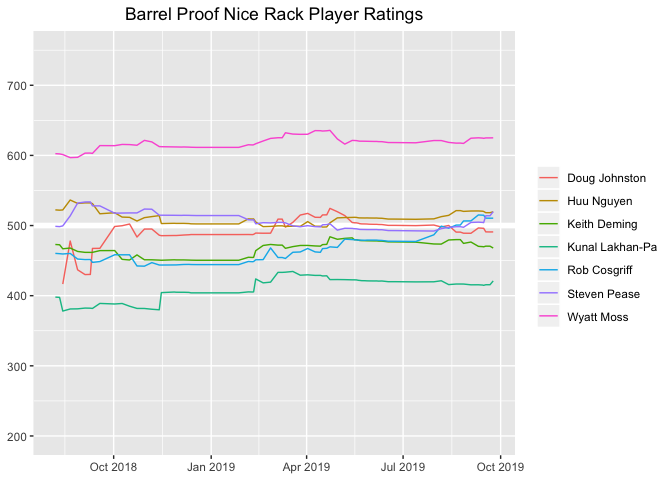 Barrel Proof Nice Rack Player Ratings
700
600
500
400
300
200
Oct 2018
Jan 2019
Apr 2019
Jul 2019
Oct 2019
Doug Johnston
Huu Nguyen
Keith Deming
Kunal Lakhan-Pa
Rob Cosgriff
Steven Pease
Wyatt Moss